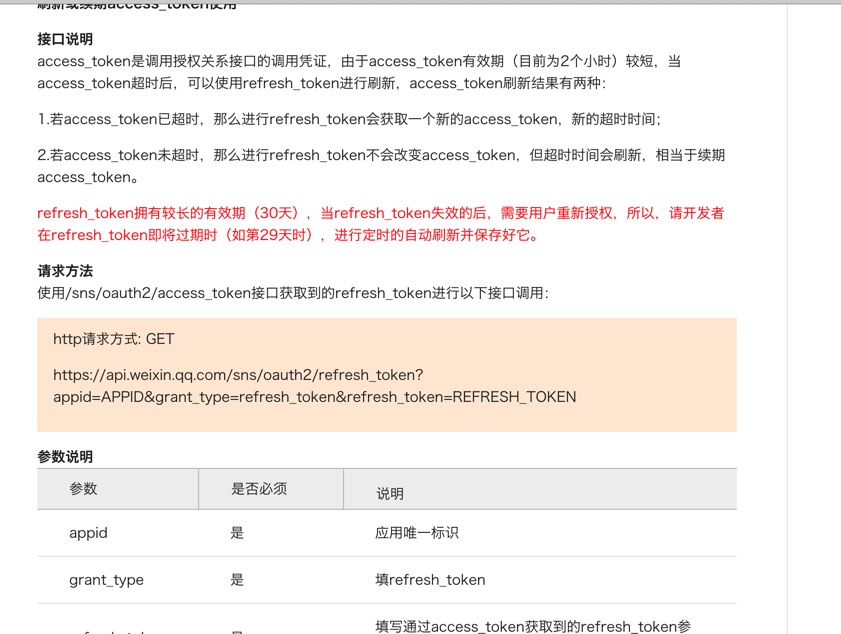 刷新或续期access_token使用
接口说明
access_token是调用授权关系接口的调用凭证，由于access_token有效期（目前为2个小时）较短，当
access_token超时后，可以使用refresh_token进行刷新，access_token刷新结果有两种：
1.若access_token已超时，那么进行refresh_token会获取一个新的access_token，新的超时时间；
2.若access_token未超时，那么进行refresh_token不会改变access_token，但超时时间会刷新，相当于续期
access_token。
refresh_token拥有较长的有效期（30天），当refresh_token失效的后，需要用户重新授权，所以，请开发者
在refresh_token即将过期时（如第29天时），进行定时的自动刷新并保存好它。
请求方法
使用/sns/oauth2/access_token接口获取到的refresh_token进行以下接口调用：
http请求方式: GET
https://api.weixin.qq.com/sns/oauth2/refresh_token?
appid=APPID&grant_type=refresh_token&refresh_token=REFRESH_TOKEN
参数说明
参数 是否必须 说明
appid 是 应用唯一标识
grant_type 是 填refresh_token
填写通过access_token获取到的refresh_token参